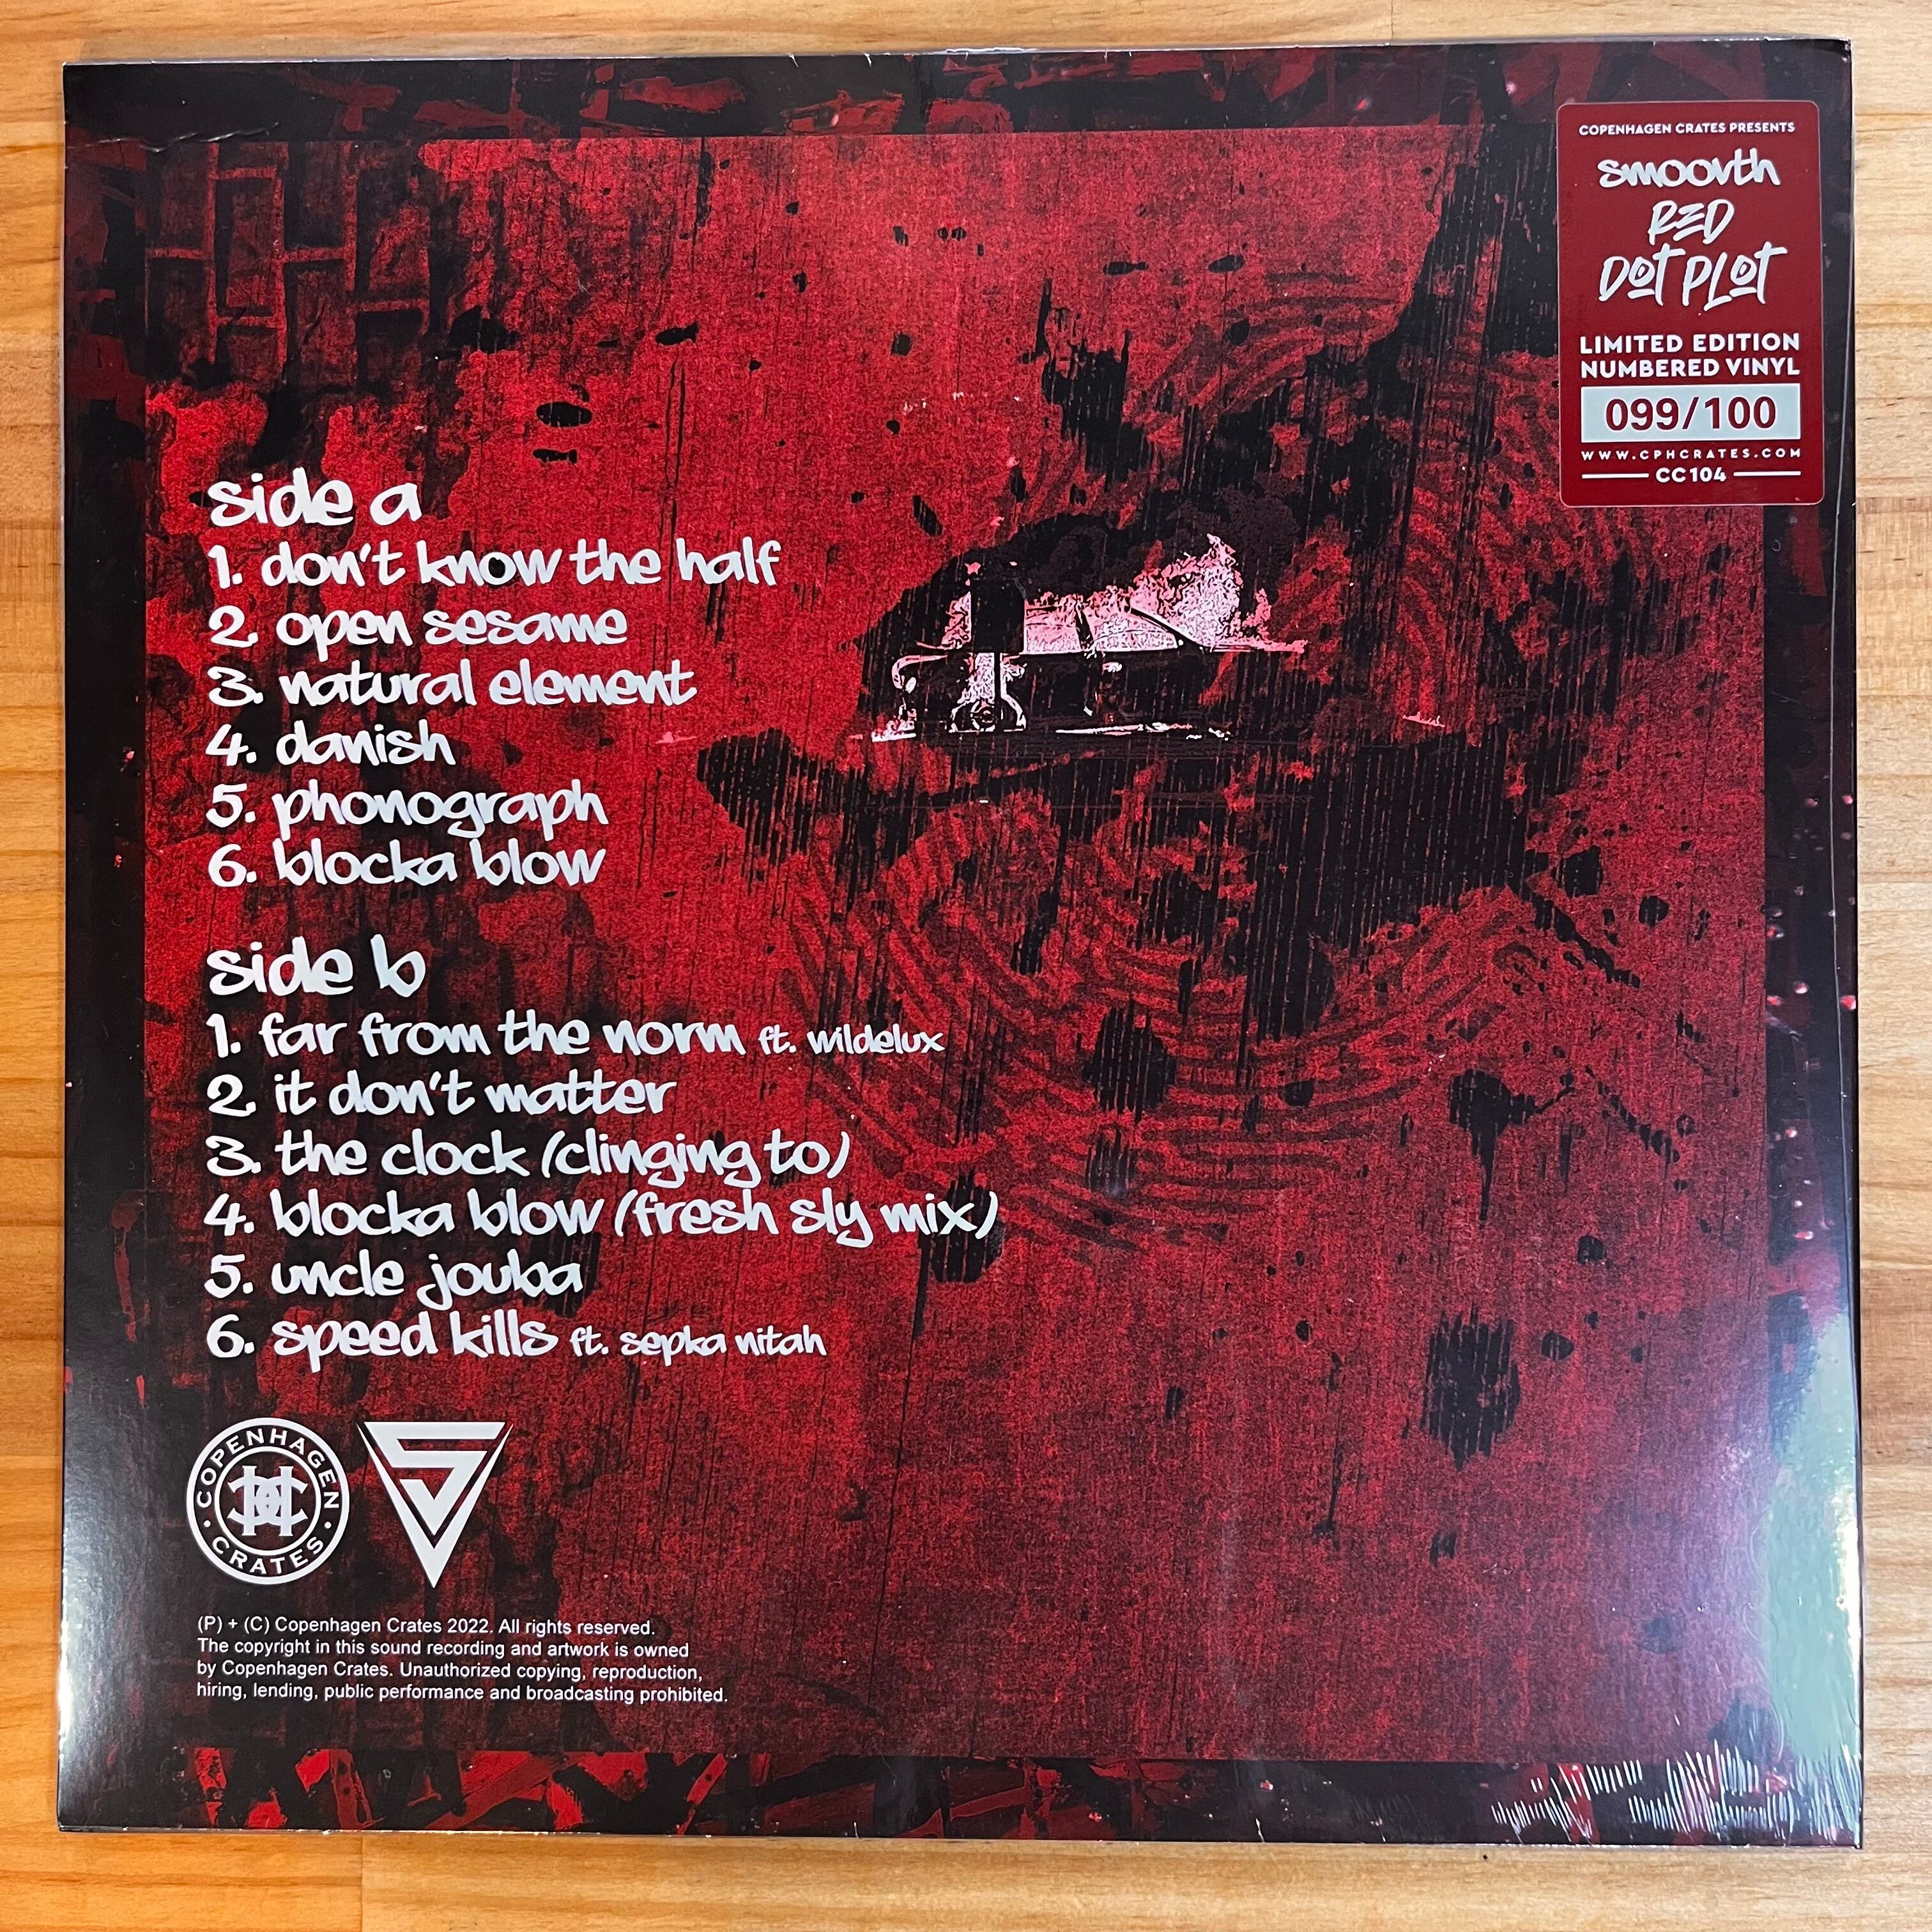 COPENHAGEN CRATES PRESENTS
smoovth
RED
DOT PLOT
LIMITED EDITION
NUMBERED VINYL
099/100
WWW.CPHCRATES.COM
CC104
side a
1. don't know the half
2. open sesame
3. natural element
4. danish
5. phonograph
6. blocka blow
side b
1. far from the norm ft. wildelux
2. it don't matter
3. the clock (clinging to)
4. blocka blow (fresh sly mix)
5. uncle jouba
6. speed kills ft. sepka nitah
COPENHAGEN
CRATES
(P) + (C) Copenhagen Crates 2022. All rights reserved.
The copyright in this sound recording and artwork is owned
by Copenhagen Crates. Unauthorized copying, reproduction,
hiring, lending, public performance and broadcasting prohibited.